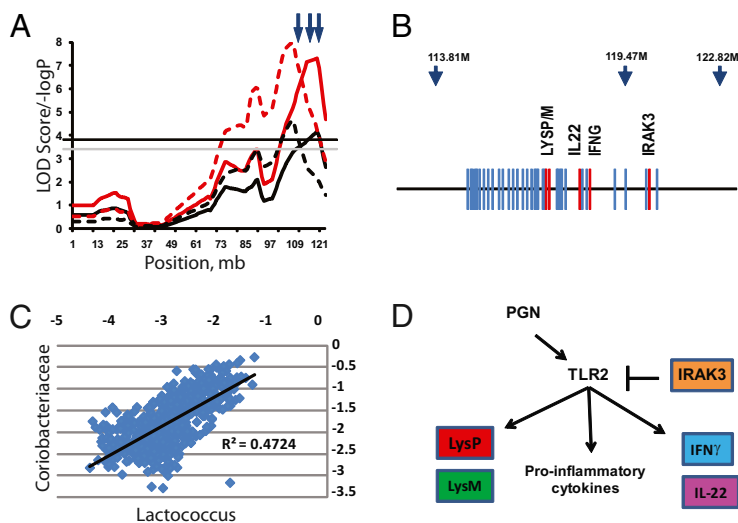 A
8
7
6
5
4
3
2
1
0
LOD Score/-logP
1 13 25 37 49 61 73 85 97 109 121
Position, mb
B
113.81M 119.47M 122.82M
LYSP/M IL22 IFNG IRAK3
C
-5 -4 -3 -2 -1 0
0
-0.5
-1
-1.5
-2
-2.5
-3
-3.5
R² = 0.4724
Coriobacteriaceae
Lactococcus
D
PGN
TLR2
IRAK3
LysP
LysM
Pro-inflammatory
cytokines
IFNγ
IL-22